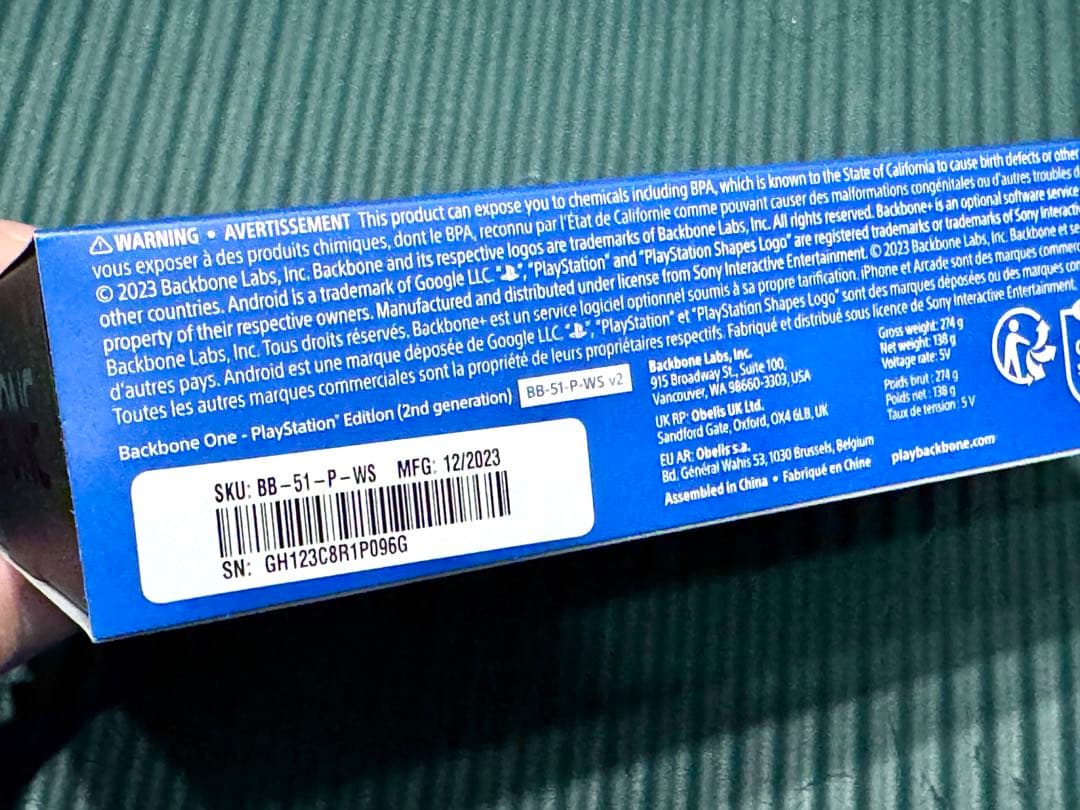 WARNING • AVERTISSEMENT This product can expose you to chemicals including BPA, which is known to the State of California to cause birth defects or other
vous exposer à des produits chimiques, dont le BPA, reconnu par l'État de Californie comme pouvant causer des malformations congénitales ou d'autres troubles d
© 2023 Backbone Labs, Inc. Backbone and its respective logos are trademarks of Backbone Labs, Inc. All rights reserved. Backbone+ is an optional software service
other countries. Android is a trademark of Google LLC. "PlayStation" and "PlayStation Shapes Logo" are registered trademarks or trademarks of Sony Interacti
property of their respective owners. Manufactured and distributed under license from Sony Interactive Entertainment. © 2023 Backbone Labs, Inc. Backbone et se
Backbone Labs, Inc. Tous droits réservés. Backbone+ est un service logiciel optionnel soumis à sa propre tarification. iPhone et Arcade sont des marques commerc
d'autres pays. Android est une marque déposée de Google LLC. "PlayStation" et "PlayStation Shapes Logo" sont des marques déposées ou des marques com
Toutes les autres marques commerciales sont la propriété de leurs propriétaires respectifs. Fabriqué et distribué sous licence de Sony Interactive Entertainment.
Backbone One - PlayStation® Edition (2nd generation) BB-51-P-WS v2
SKU: BB-51-P-WS MFG: 12/2023
SN: GH123C8R1P096G
Backbone Labs, Inc.
915 Broadway St., Suite 100,
Vancouver, WA 98660-3303, USA
UK RP: Obelis UK Ltd.
Sandford Gate, Oxford, OX4 6LB, UK
EU AR: Obelis s.a.
Bd. Général Wahis 53, 1030 Brussels, Belgium
Assembled in China • Fabriqué en Chine
Gross weight: 274 g
Net weight: 138 g
Voltage rate: 5V
Poids brut : 274 g
Poids net : 138 g
Taux de tension : 5 V
playbackbone.com